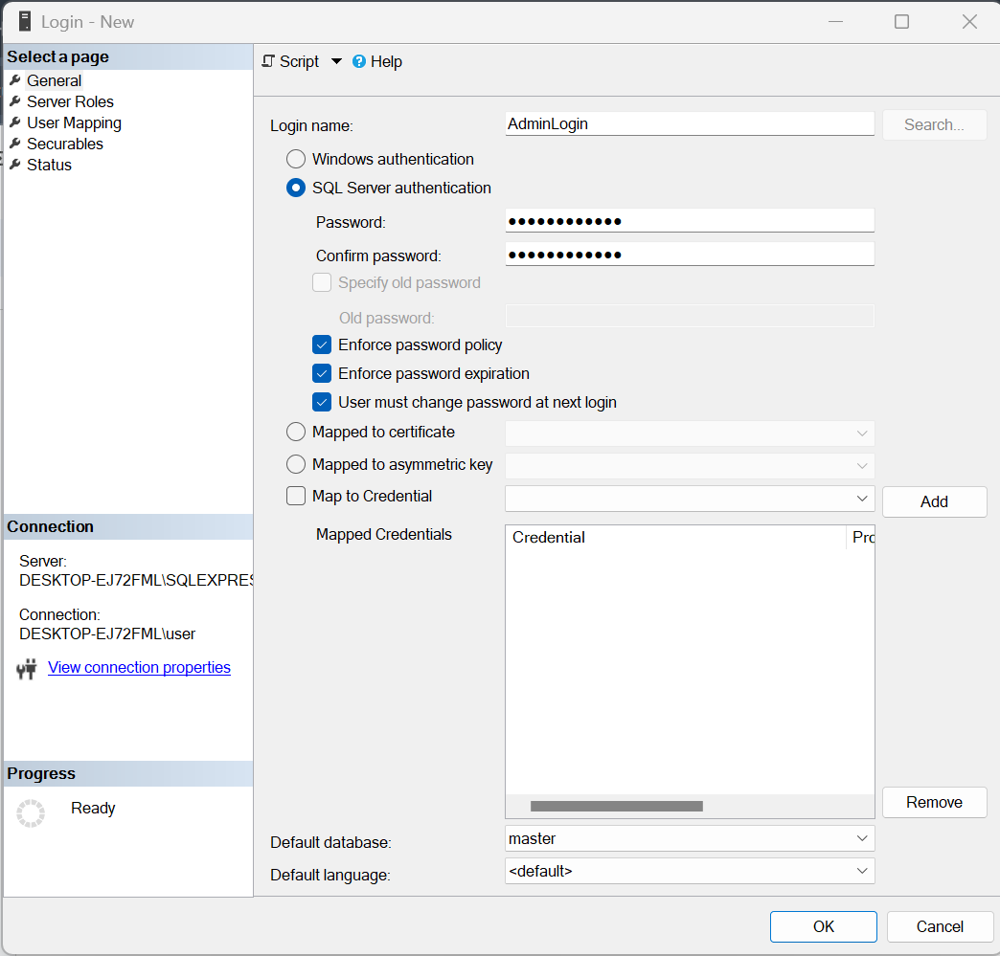 Login - New
Select a page
General
Server Roles
User Mapping
Securables
Status
Script
Help
Login name:
AdminLogin
Search...
Windows authentication
SQL Server authentication
Password:
●●●●●●●●●●●●
Confirm password:
●●●●●●●●●●●●
Specify old password
Old password:
Enforce password policy
Enforce password expiration
User must change password at next login
Mapped to certificate
Mapped to asymmetric key
Map to Credential
Add
Mapped Credentials
Credential
Pro
Remove
Default database:
master
Default language:
<default>
Connection
Server:
DESKTOP-EJ72FML\SQLEXPRES
Connection:
DESKTOP-EJ72FML\user
View connection properties
Progress
Ready
OK
Cancel